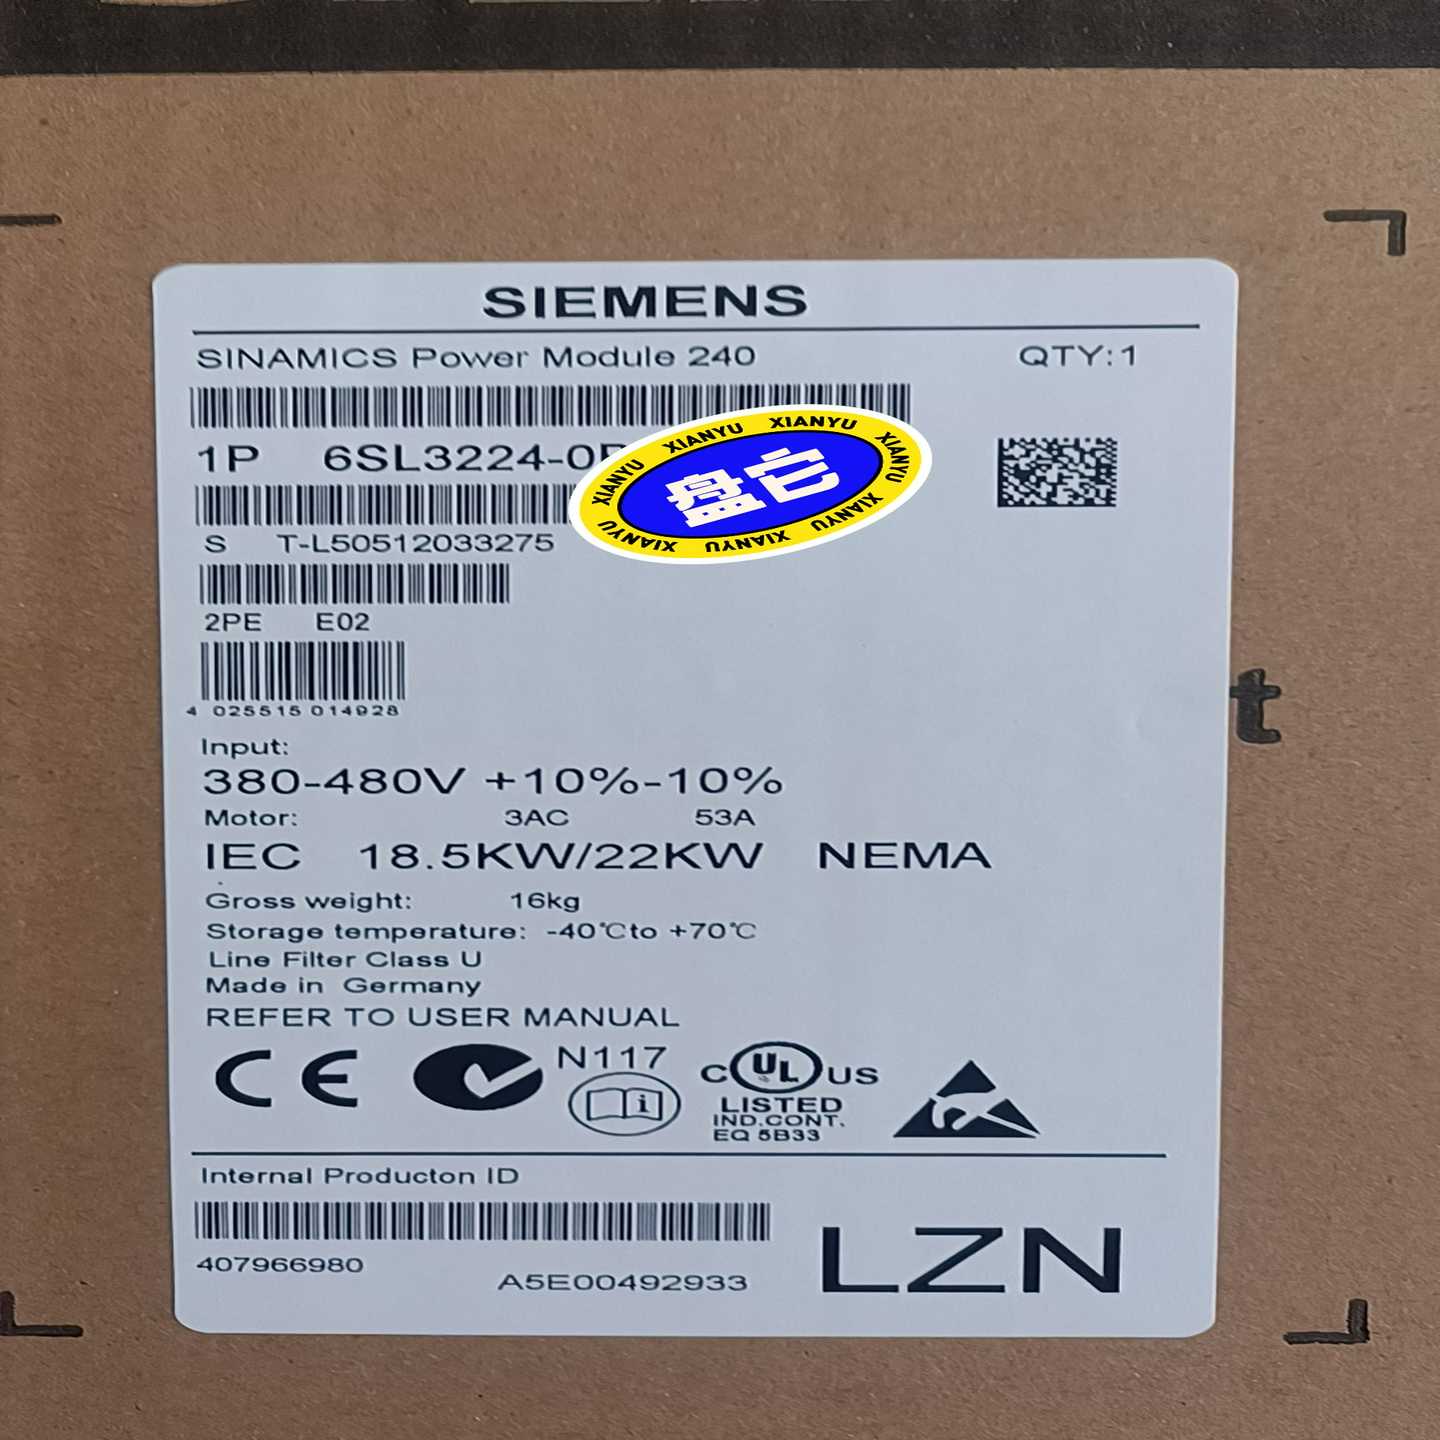 SIEMENS
SINAMICS Power Module 240 QTY:1
1P 6SL3224-0
XIANYU XIANYU XIANYU XIANYU XIANYU XIANYU XIANYU XIANYU
盘它
S T-L50512033275
2PE E02
4 025515 014928
t
Input:
380-480V +10%-10%
Motor: 3AC 53A
IEC 18.5KW/22KW NEMA
Gross weight: 16kg
Storage temperature: -40℃to +70℃
Line Filter Class U
Made in Germany
REFER TO USER MANUAL
CE N117
i
C UL US
LISTED
IND.CONT.
EQ 5B33
Internal Producton ID
407966980
A5E00492933
LZN